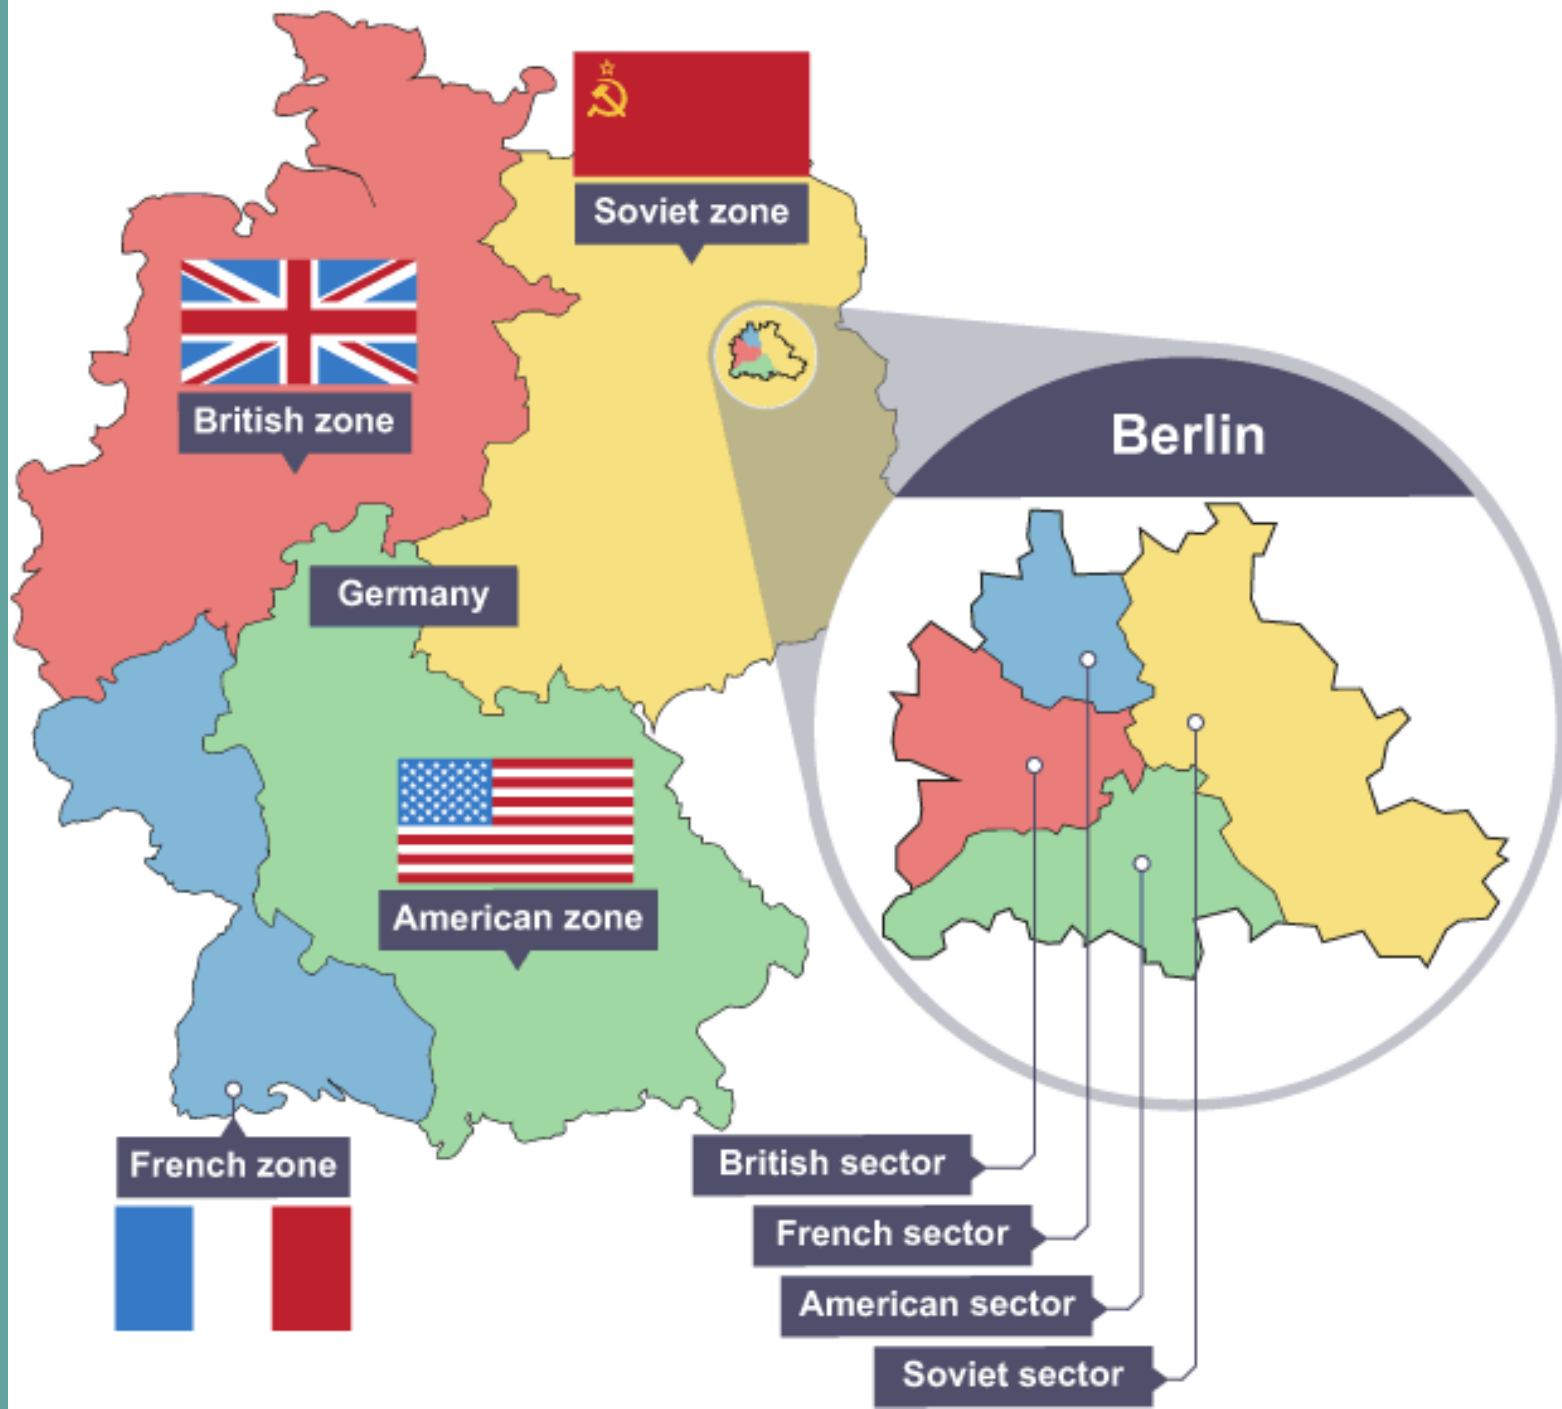 Soviet zone
British zone
Berlin
Germany
American zone
French zone
British sector
French sector
American sector
Soviet sector